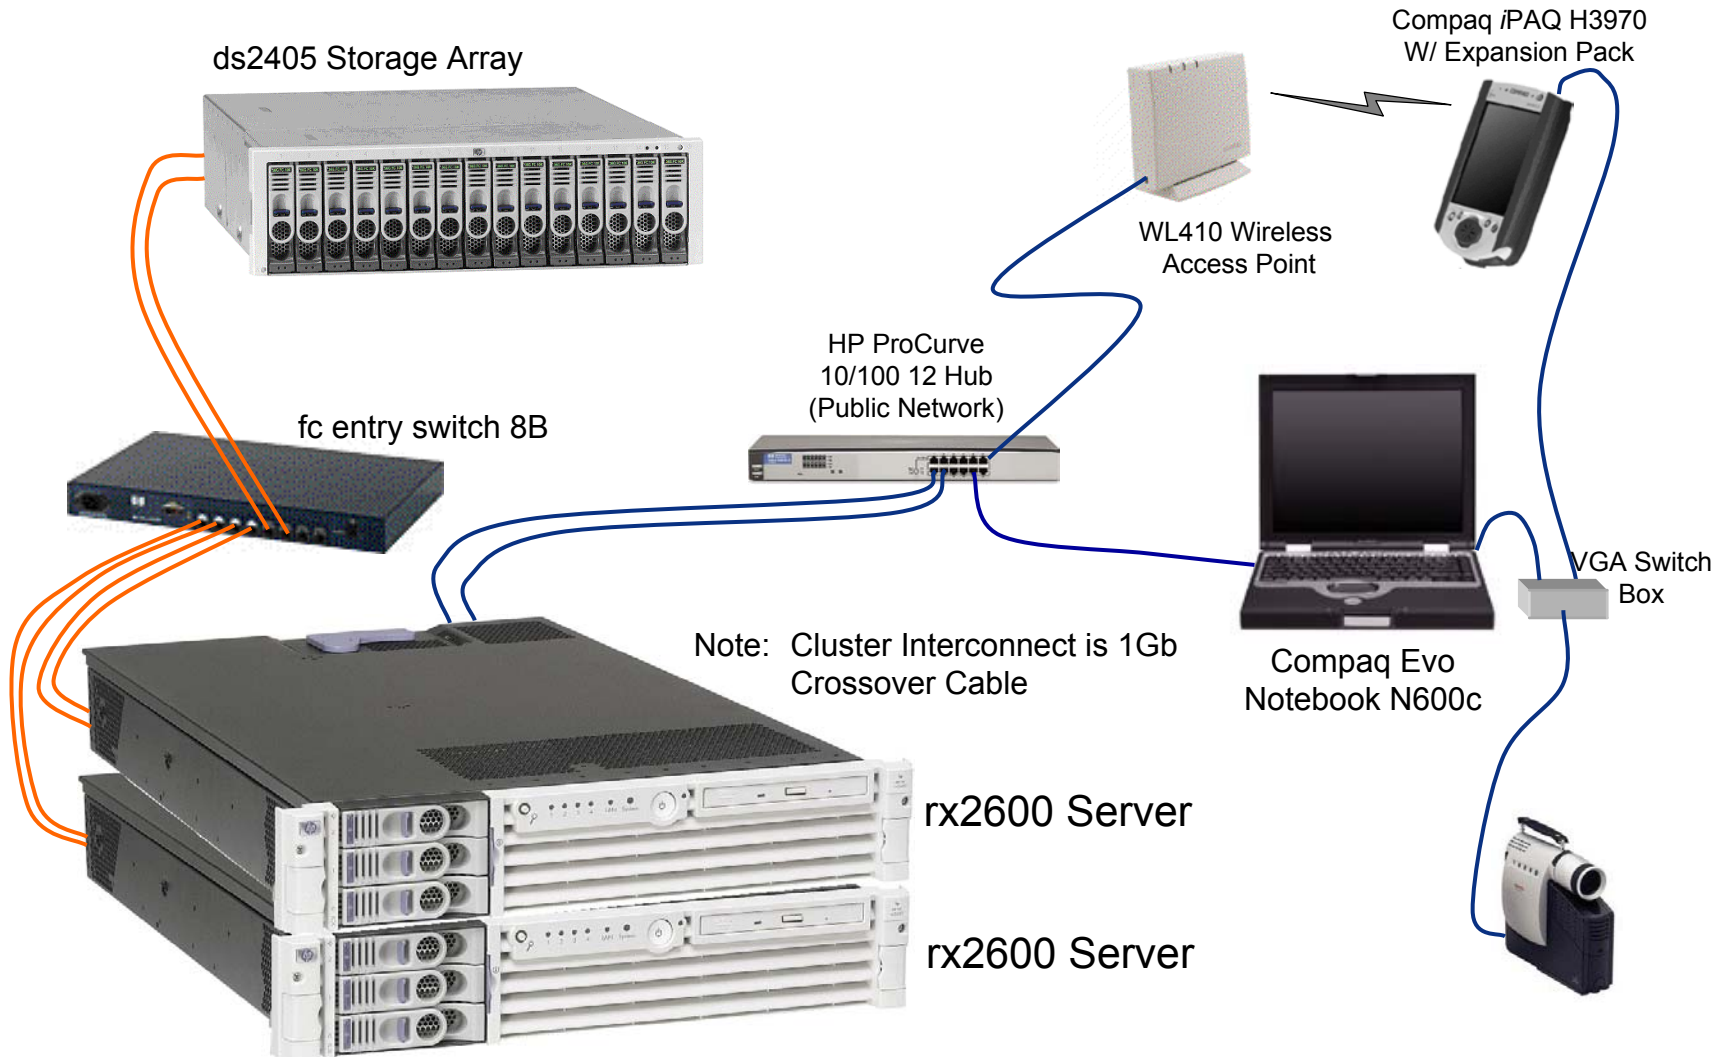 Compaq iPAQ H3970
W/ Expansion Pack
ds2405 Storage Array
WL410 Wireless
Access Point
HP ProCurve
10/100 12 Hub
(Public Network)
fc entry switch 8B
VGA Switch
Box
Note: Cluster Interconnect is 1Gb
Crossover Cable
Compaq Evo
Notebook N600c
rx2600 Server
rx2600 Server